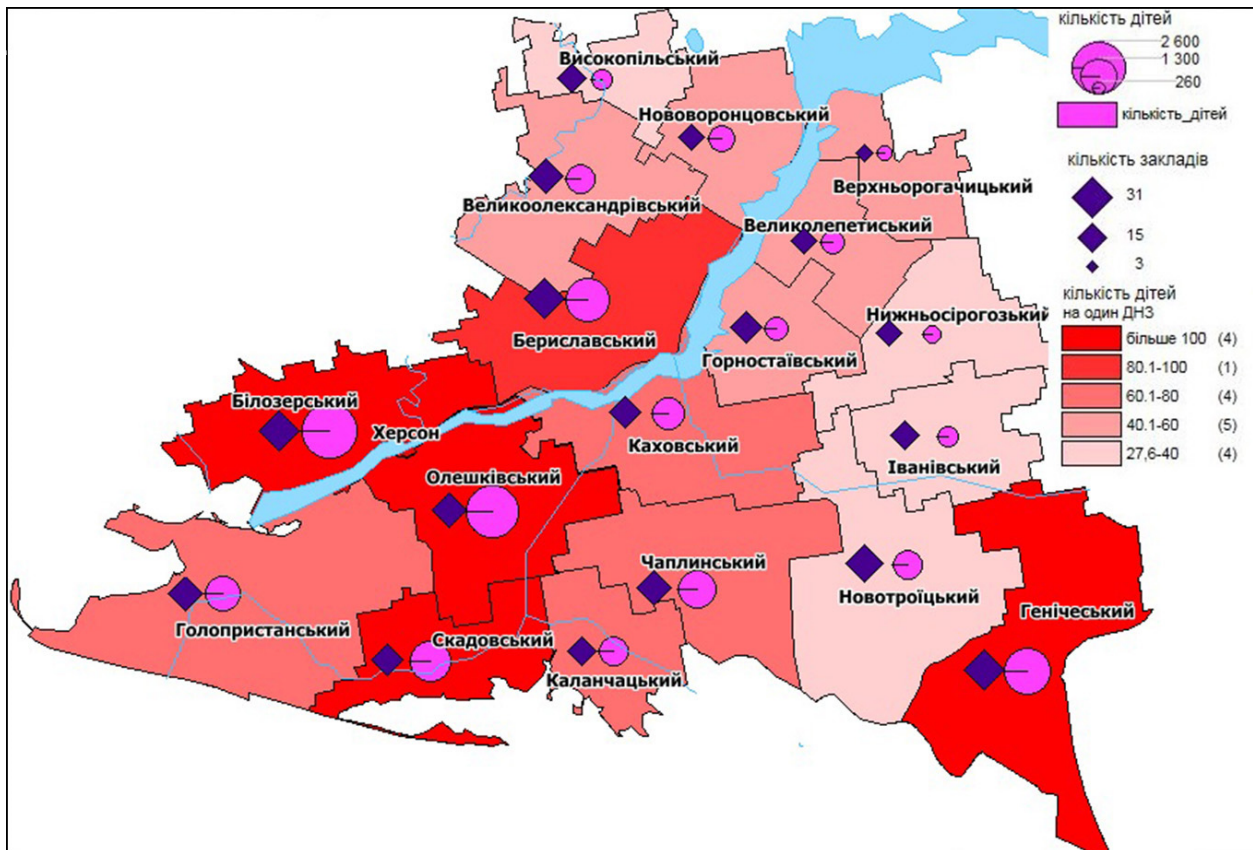 кількість дітей
2 600
1 300
260
кількість_дітей
кількість закладів
31
15
3
кількість дітей
на один ДНЗ
більше 100 (4)
80.1-100 (1)
60.1-80 (4)
40.1-60 (5)
27,6-40 (4)
Високопільський
Нововоронцовський
Верхньорогачицький
Великоолександрівський
Великолепетиський
Нижньосірогозький
Бериславський
Горностаївський
Білозерський
Херсон
Каховський
Іванівський
Олешківський
Чаплинський
Новотроїцький
Генічеський
Голопристанський
Скадовський
Каланчацький